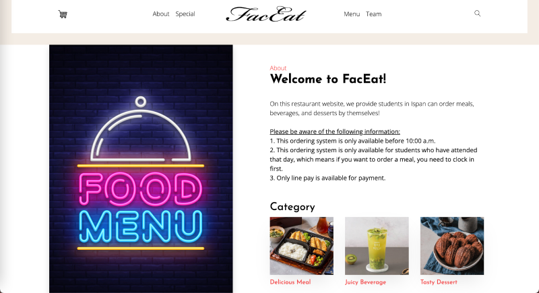 About Special FacEat Menu Team
About
Welcome to FacEat!
On this restaurant website, we provide students in Ispan can order meals,
beverages, and desserts by themselves!
Please be aware of the following information:
1. This ordering system is only available before 10:00 a.m.
2. This ordering system is only available for students who have attended
that day, which means if you want to order a meal, you need to clock in
first.
3. Only line pay is available for payment.
FOOD
MENU
Category
Delicious Meal Juicy Beverage Tasty Dessert